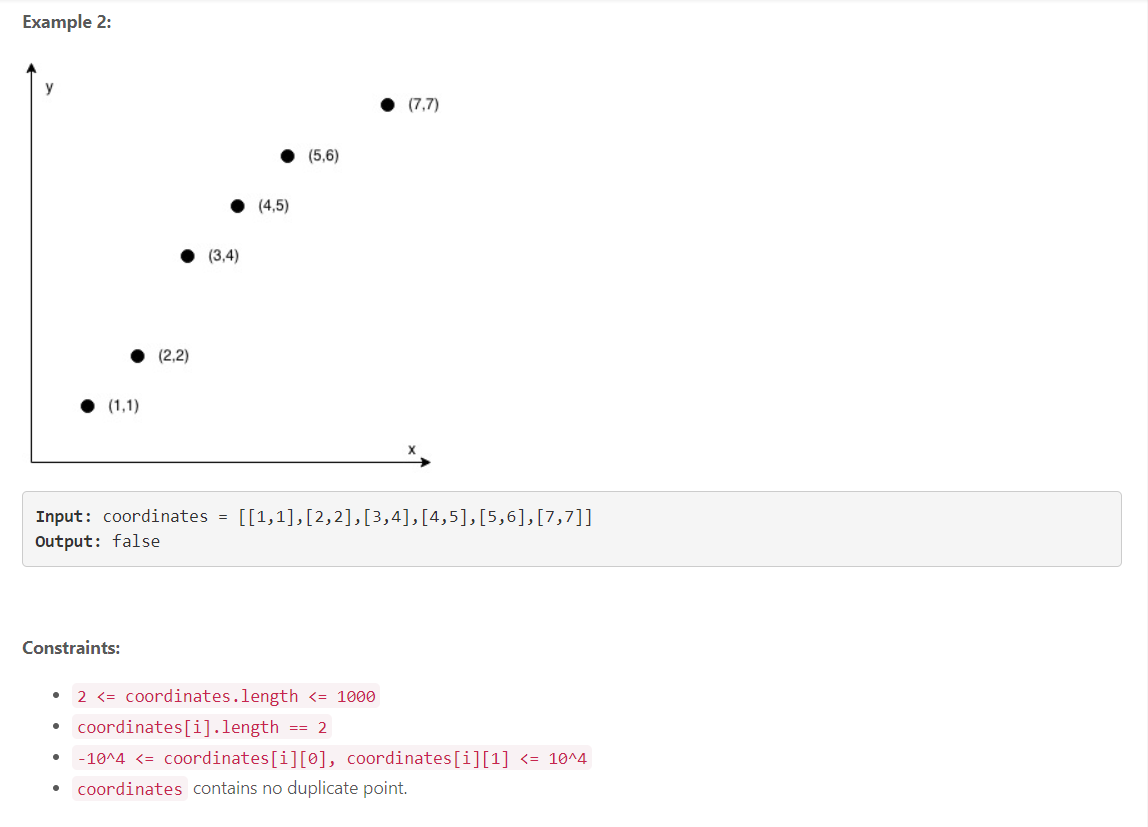 Example 2:
y
(7,7)
(5,6)
(4,5)
(3,4)
(2,2)
(1,1)
x
Input: coordinates = [[1,1],[2,2],[3,4],[4,5],[5,6],[7,7]]
Output: false
Constraints:
• 2 <= coordinates.length <= 1000
• coordinates[i].length == 2
• -10^4 <= coordinates[i][0], coordinates[i][1] <= 10^4
• coordinates contains no duplicate point.